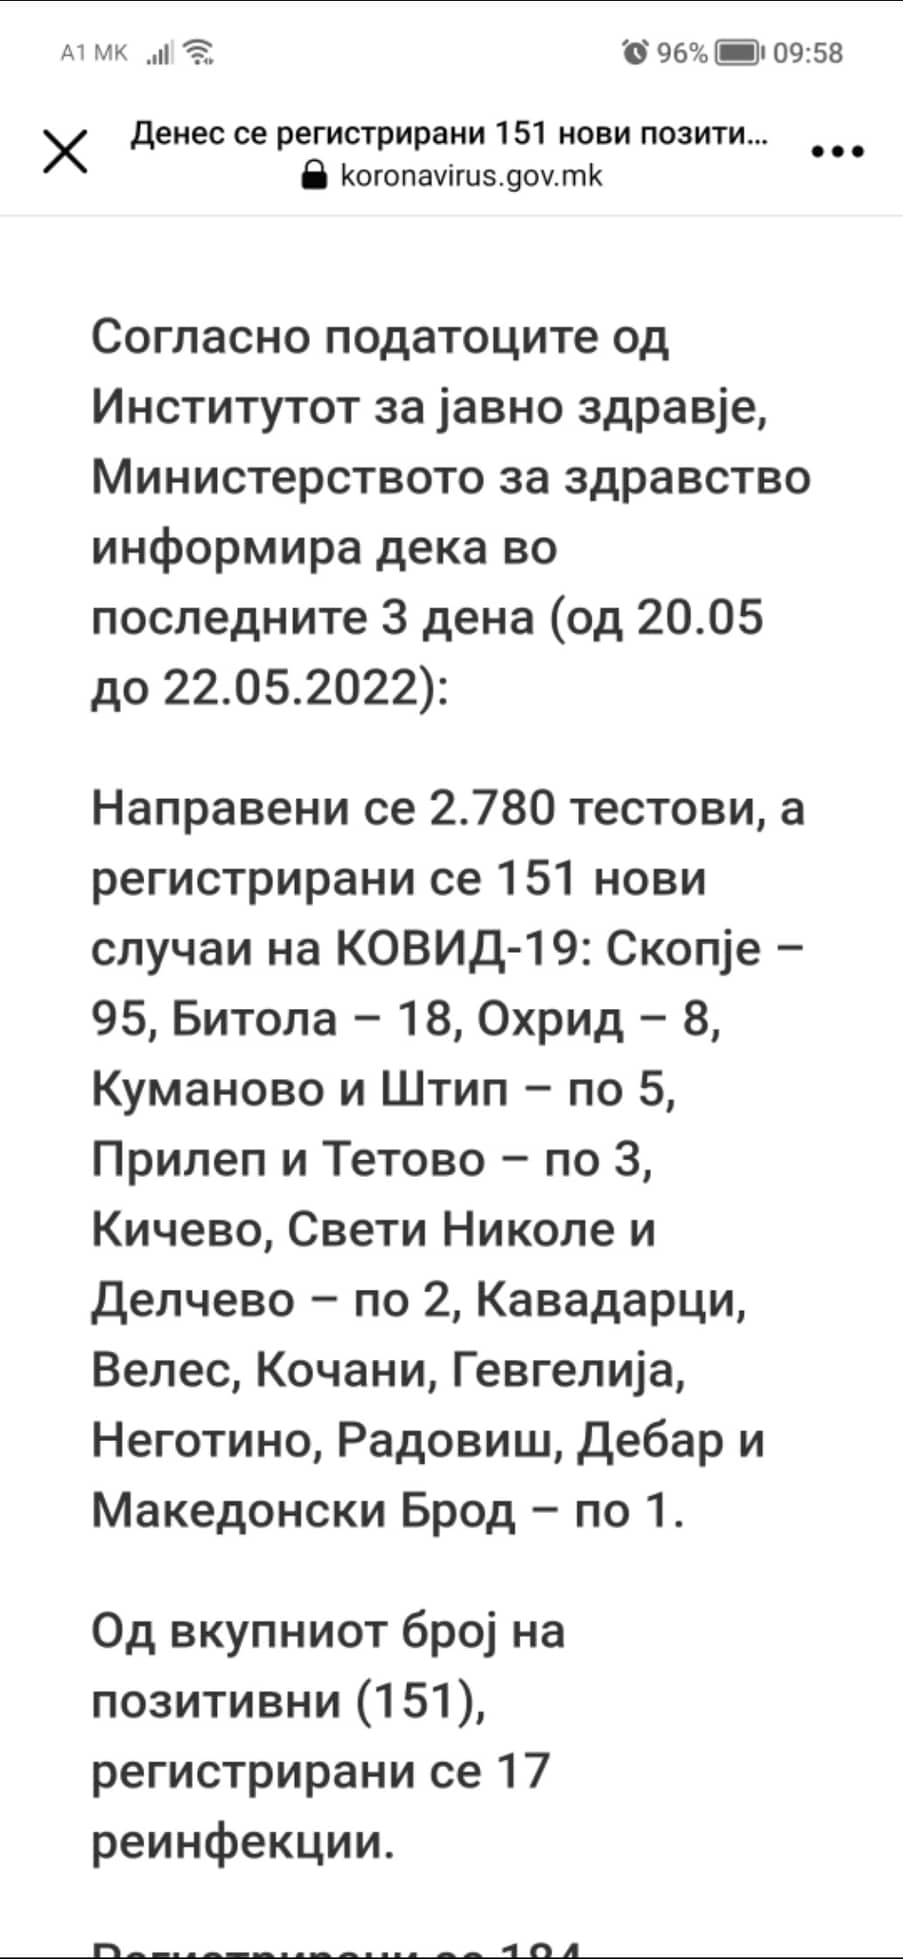 A1 MK 96% 09:58
Денес се регистрирани 151 нови позити...
koronavirus.gov.mk
Согласно податоците од
Институтот за јавно здравје,
Министерството за здравство
информира дека во
последните 3 дена (од 20.05
до 22.05.2022):
Направени се 2.780 тестови, а
регистрирани се 151 нови
случаи на КОВИД-19: Скопје –
95, Битола – 18, Охрид – 8,
Куманово и Штип – по 5,
Прилеп и Тетово – по 3,
Кичево, Свети Николе и
Делчево – по 2, Кавадарци,
Велес, Кочани, Гевгелија,
Неготино, Радовиш, Дебар и
Македонски Брод – по 1.
Од вкупниот број на
позитивни (151),
регистрирани се 17
реинфекции.
Регистрирани се 184